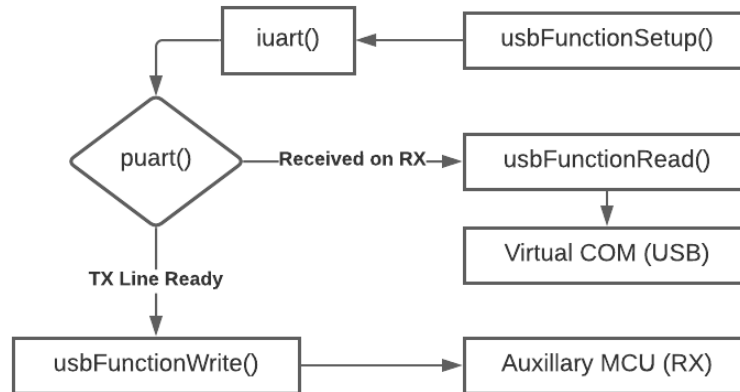 iuart()
usbFunctionSetup()
puart()
Received on RX
usbFunctionRead()
Virtual COM (USB)
TX Line Ready
usbFunctionWrite()
Auxillary MCU (RX)